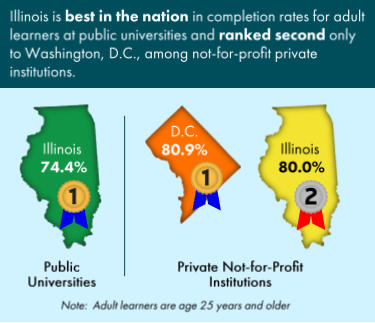 Illinois is best in the nation in completion rates for adult
learners at public universities and ranked second only
to Washington, D.C., among not-for-profit private
institutions.
Illinois
74.4%
1
D.C.
80.9%
1
Illinois
80.0%
2
Public
Universities
Private Not-for-Profit
Institutions
Note: Adult learners are age 25 years and older